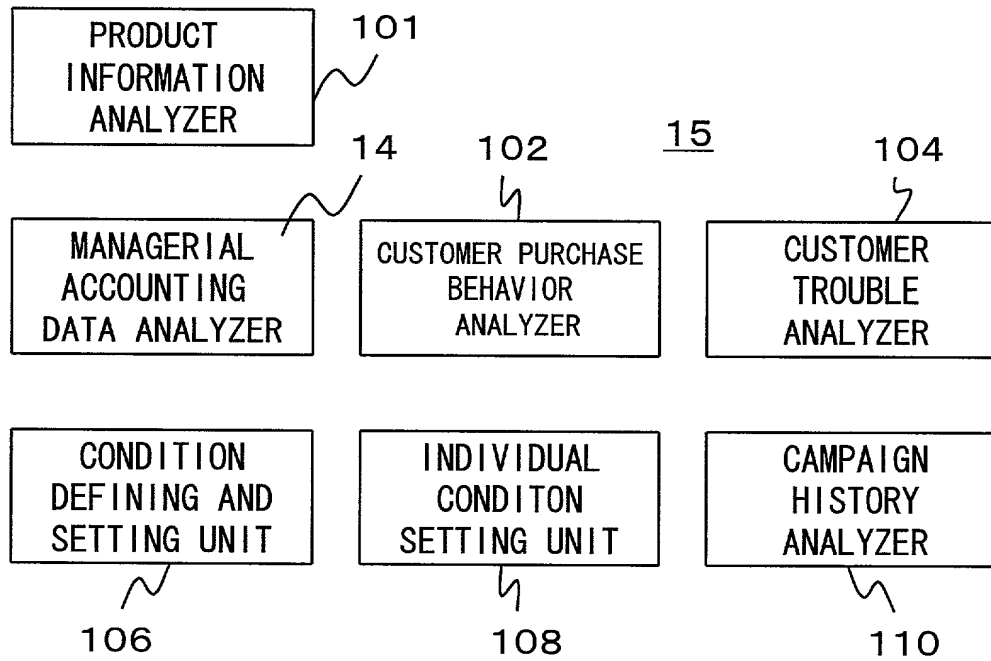 PRODUCT
INFORMATION
ANALYZER
101
14
102
15
104
MANAGERIAL
ACCOUNTING
DATA ANALYZER
CUSTOMER PURCHASE
BEHAVIOR
ANALYZER
CUSTOMER
TROUBLE
ANALYZER
CONDITION
DEFINING AND
SETTING UNIT
INDIVIDUAL
CONDITON
SETTING UNIT
CAMPAIGN
HISTORY
ANALYZER
106
108
110